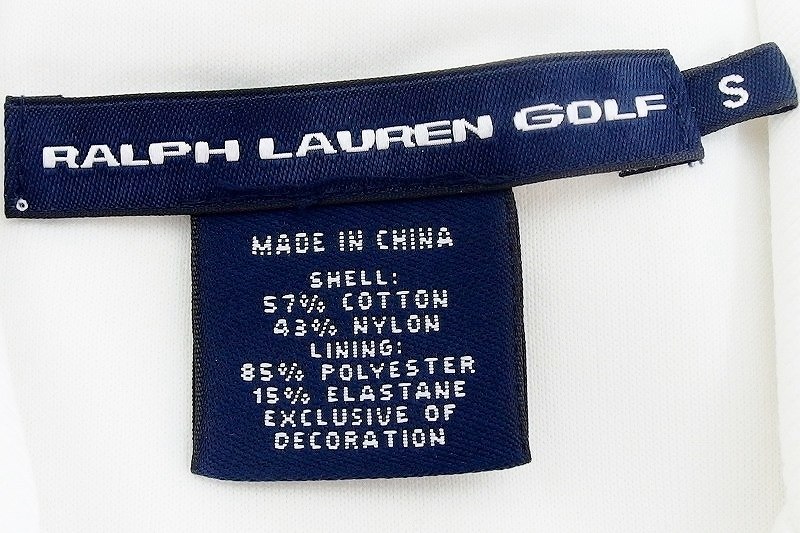 RALPH LAUREN GOLF
S
MADE IN CHINA
SHELL:
57% COTTON
43% NYLON
LINING:
85% POLYESTER
15% ELASTANE
EXCLUSIVE OF
DECORATION